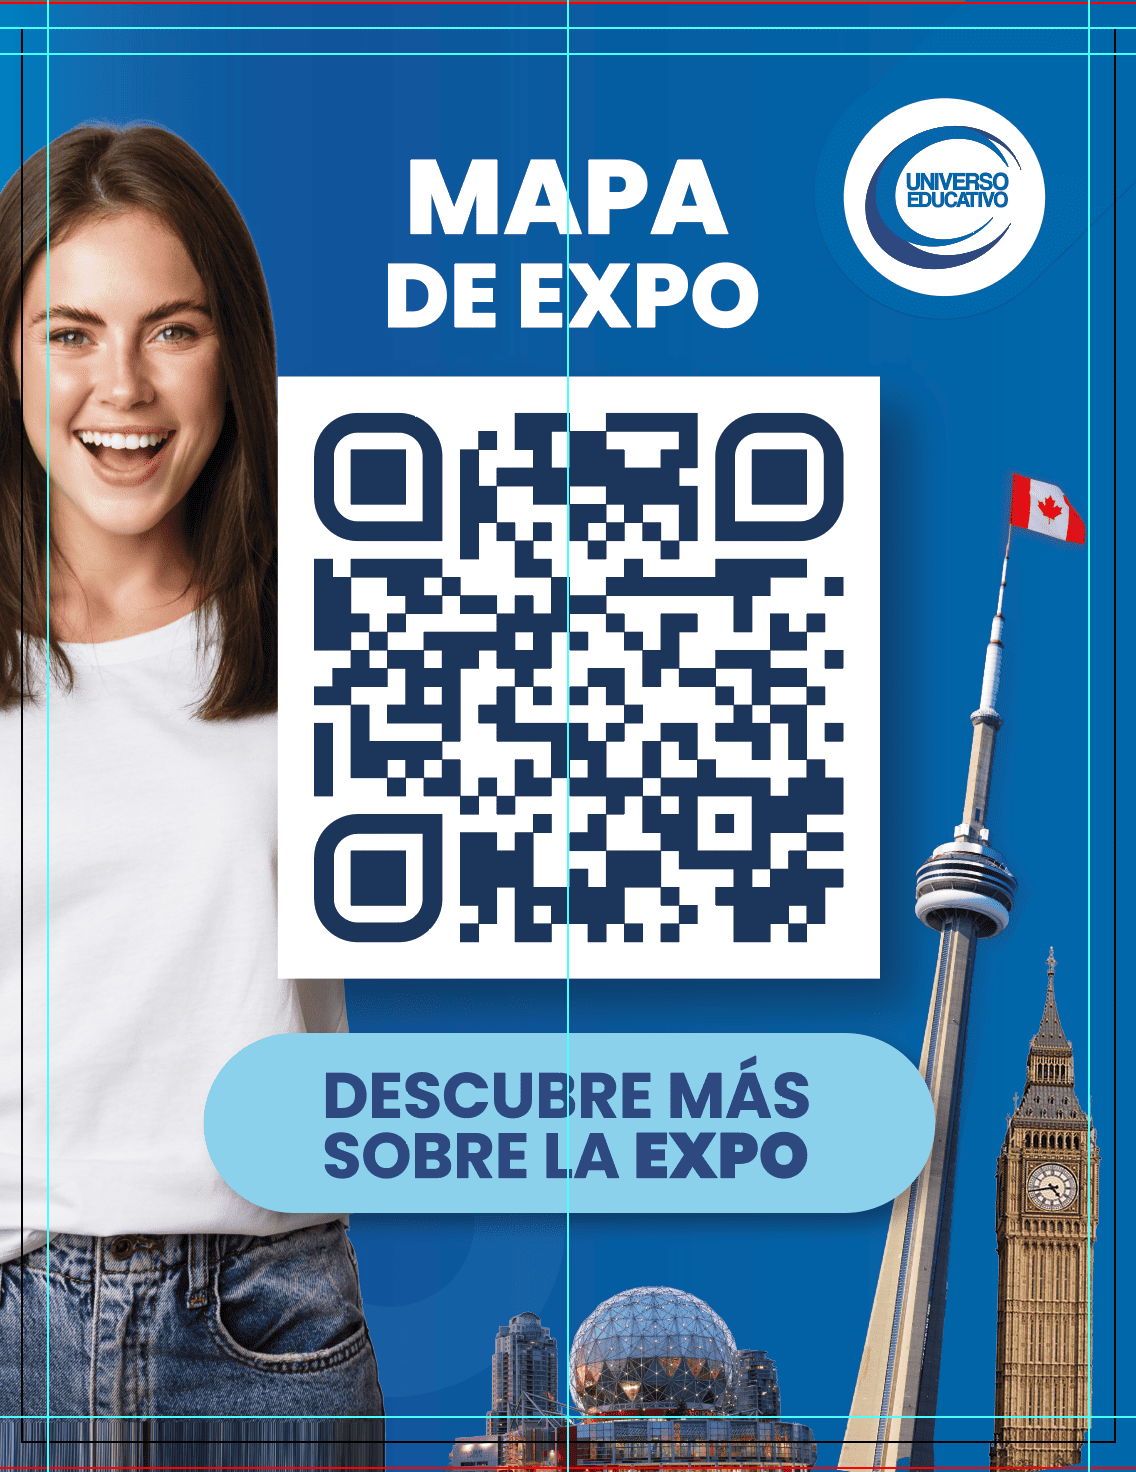 MAPA
DE EXPO
UNIVERSO
EDUCATIVO
DESCUBRE MÁS
SOBRE LA EXPO